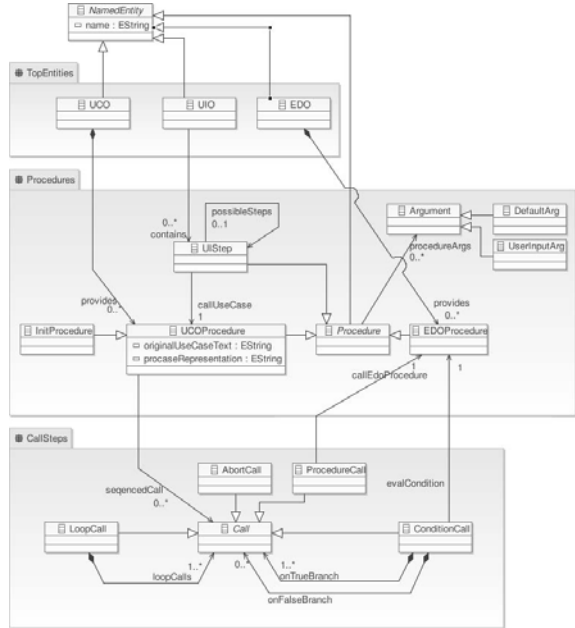 NamedEntity
name : EString
TopEntities
UCO
UIO
EDO
Procedures
possibleSteps
0..1
Argument
DefaultArg
0..*
contains
UIStep
procedureArgs
0..*
UserInputArg
callUseCase
1
provides
0..*
provides
0..*
InitProcedure
UCOProcedure
Procedure
EDOProcedure
originalUseCaseText : EString
procaseRepresentation : EString
1
1
callEdoProcedure
CallSteps
AbortCall
ProcedureCall
seqencedCall
0..*
evalCondition
LoopCall
Call
ConditionCall
1..*
0..*
1..*
loopCalls
onTrueBranch
onFalseBranch